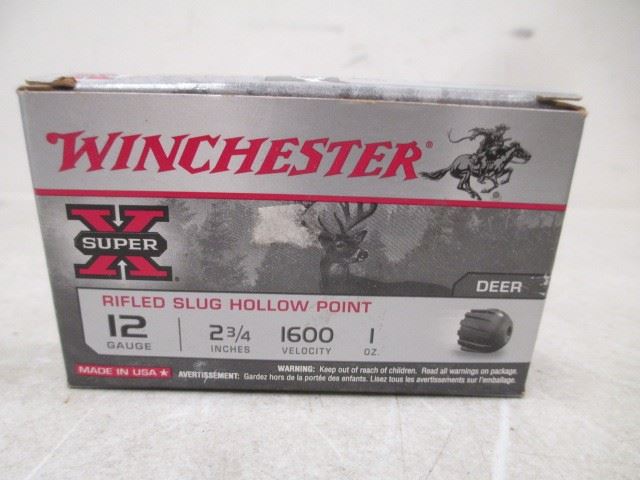 WINCHESTER®
SUPER X®
DEER
RIFLED SLUG HOLLOW POINT
12 2 3/4 1600 1
GAUGE INCHES VELOCITY OZ.
MADE IN USA ★
WARNING: Keep out of reach of children. Read all warnings on package.
AVERTISSEMENT: Gardez hors de la portée des enfants. Lisez tous les avertissements sur l'emballage.